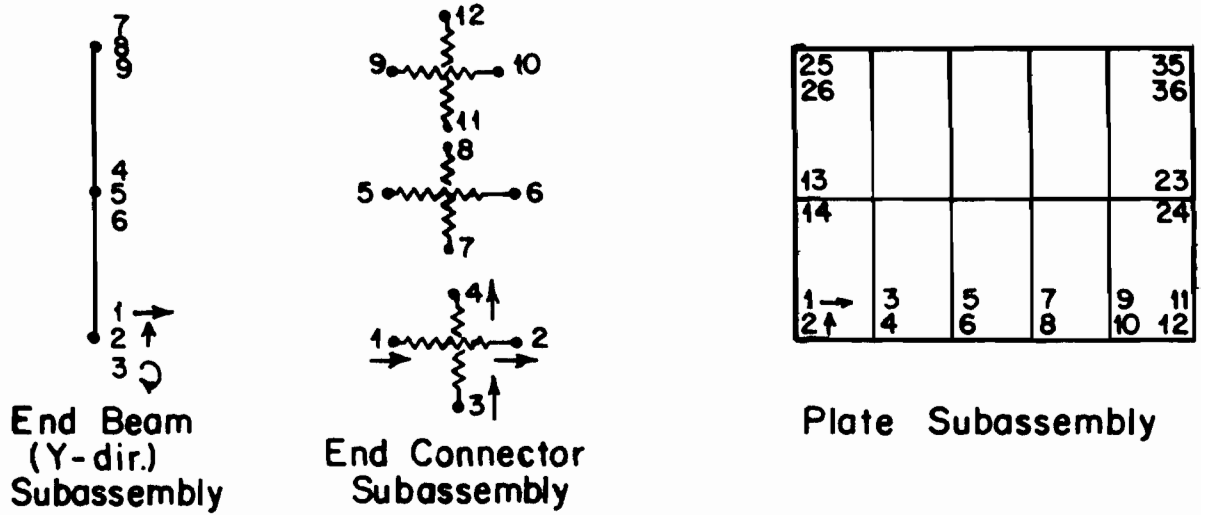 7
8
9
4
5
6
1
2
3
End Beam
(Y-dir.)
Subassembly
12
9 10
11
8
5 6
7
4
1 2
3
End Connector
Subassembly
25 35
26 36
13 23
14 24
1 3 5 7 9 11
2 4 6 8 10 12
Plate Subassembly